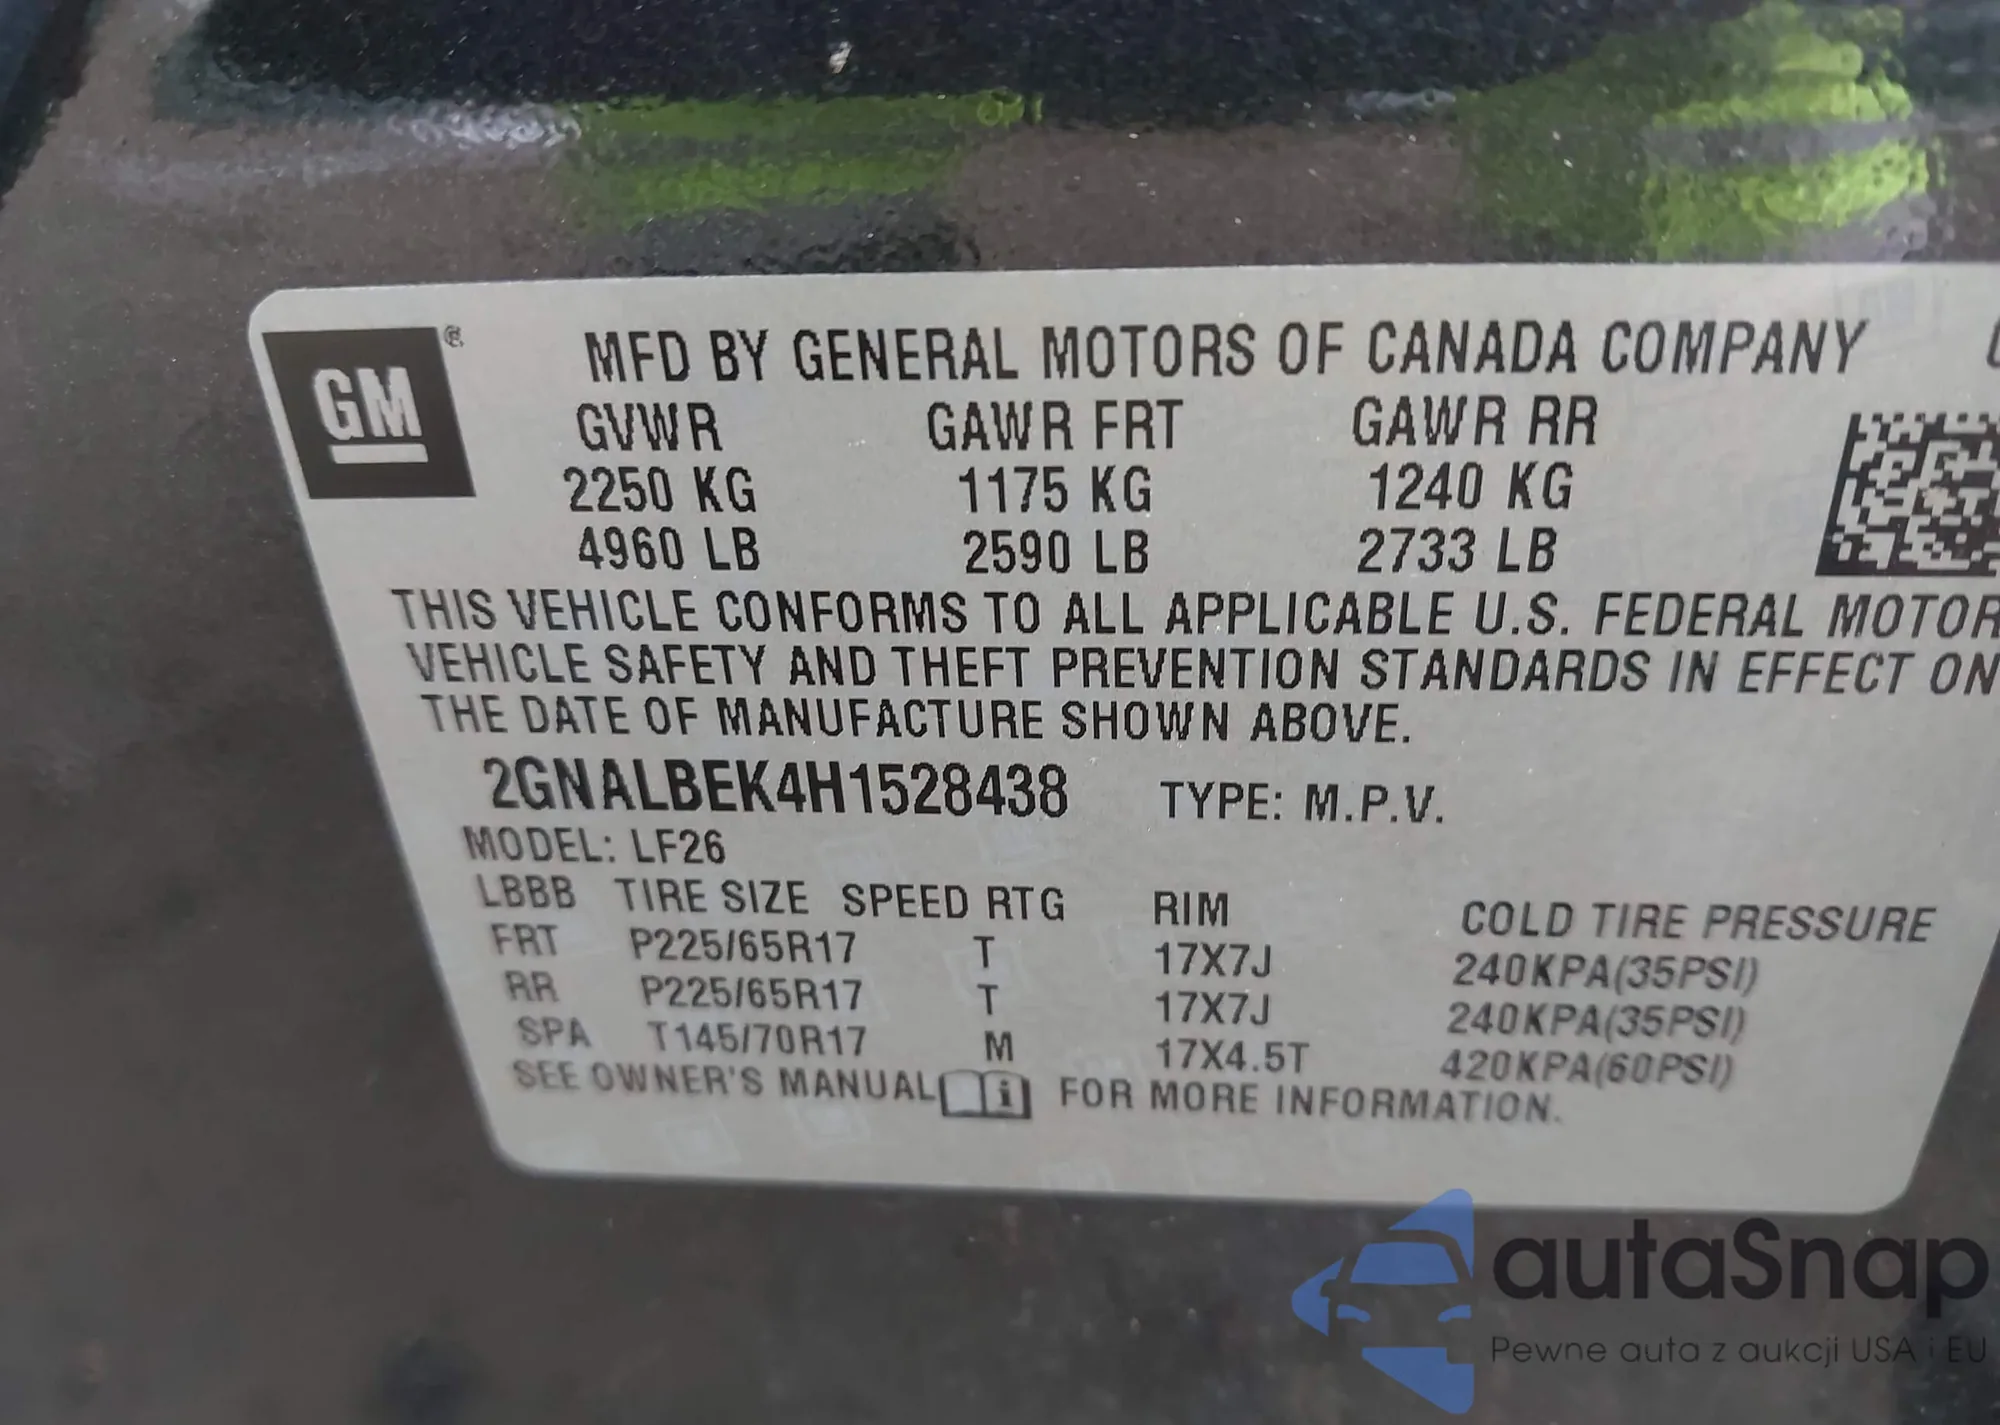 GM ®
MFD BY GENERAL MOTORS OF CANADA COMPANY
GVWR GAWR FRT GAWR RR
2250 KG 1175 KG 1240 KG
4960 LB 2590 LB 2733 LB
THIS VEHICLE CONFORMS TO ALL APPLICABLE U.S. FEDERAL MOTOR
VEHICLE SAFETY AND THEFT PREVENTION STANDARDS IN EFFECT ON
THE DATE OF MANUFACTURE SHOWN ABOVE.
2GNALBEK4H1528438 TYPE: M.P.V.
MODEL: LF26
LBBB TIRE SIZE SPEED RTG RIM COLD TIRE PRESSURE
FRT P225/65R17 T 17X7J 240KPA(35PSI)
RR P225/65R17 T 17X7J 240KPA(35PSI)
SPA T145/70R17 M 17X4.5T 420KPA(60PSI)
SEE OWNER'S MANUAL i FOR MORE INFORMATION.
autaSnap
Pewne auta z aukcji USA i EU